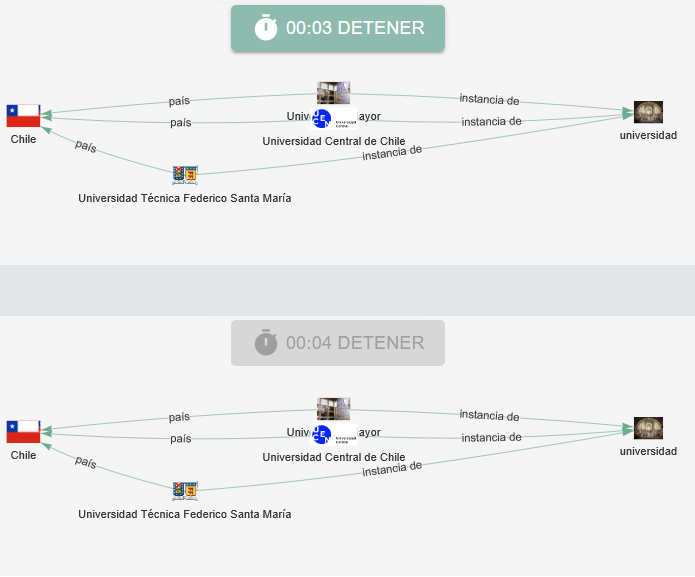 00:03 DETENER
país
instancia de
Univ ayor
país
instancia de
Chile
Universidad Central de Chile
universidad
país
instancia de
Universidad Técnica Federico Santa María
00:04 DETENER
país
instancia de
Univ ayor
país
instancia de
Chile
Universidad Central de Chile
universidad
país
instancia de
Universidad Técnica Federico Santa María